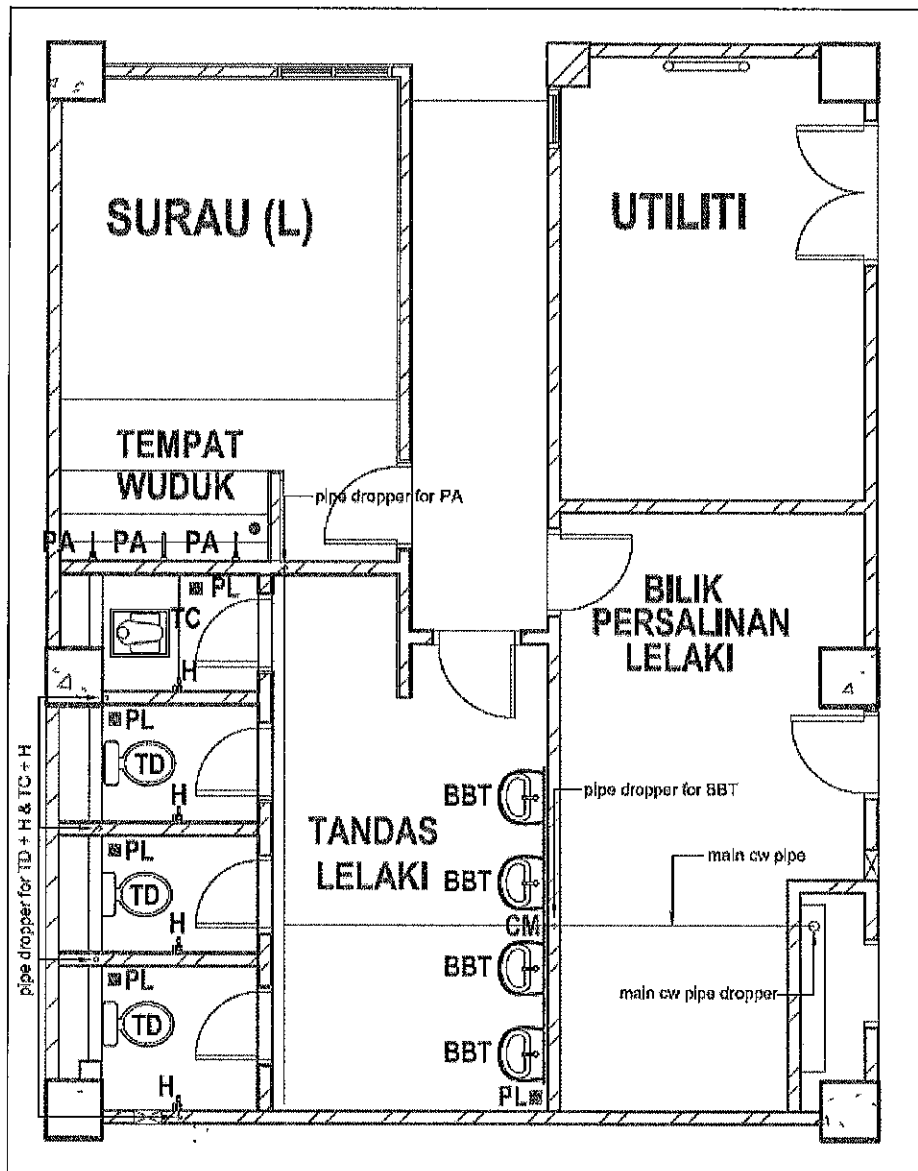 SURAU (L)
UTILITI
TEMPAT
WUDUK
pipe dropper for PA
PA PA PA
PL
TC
H
BILIK
PERSALINAN
LELAKI
PL
TD
H
pipe dropper for TD + H & TC + H
BBT
pipe dropper for BBT
TANDAS
LELAKI
PL
TD
H
BBT
main cw pipe
CM
PL
TD
H
BBT
main cw pipe dropper
BBT
PL